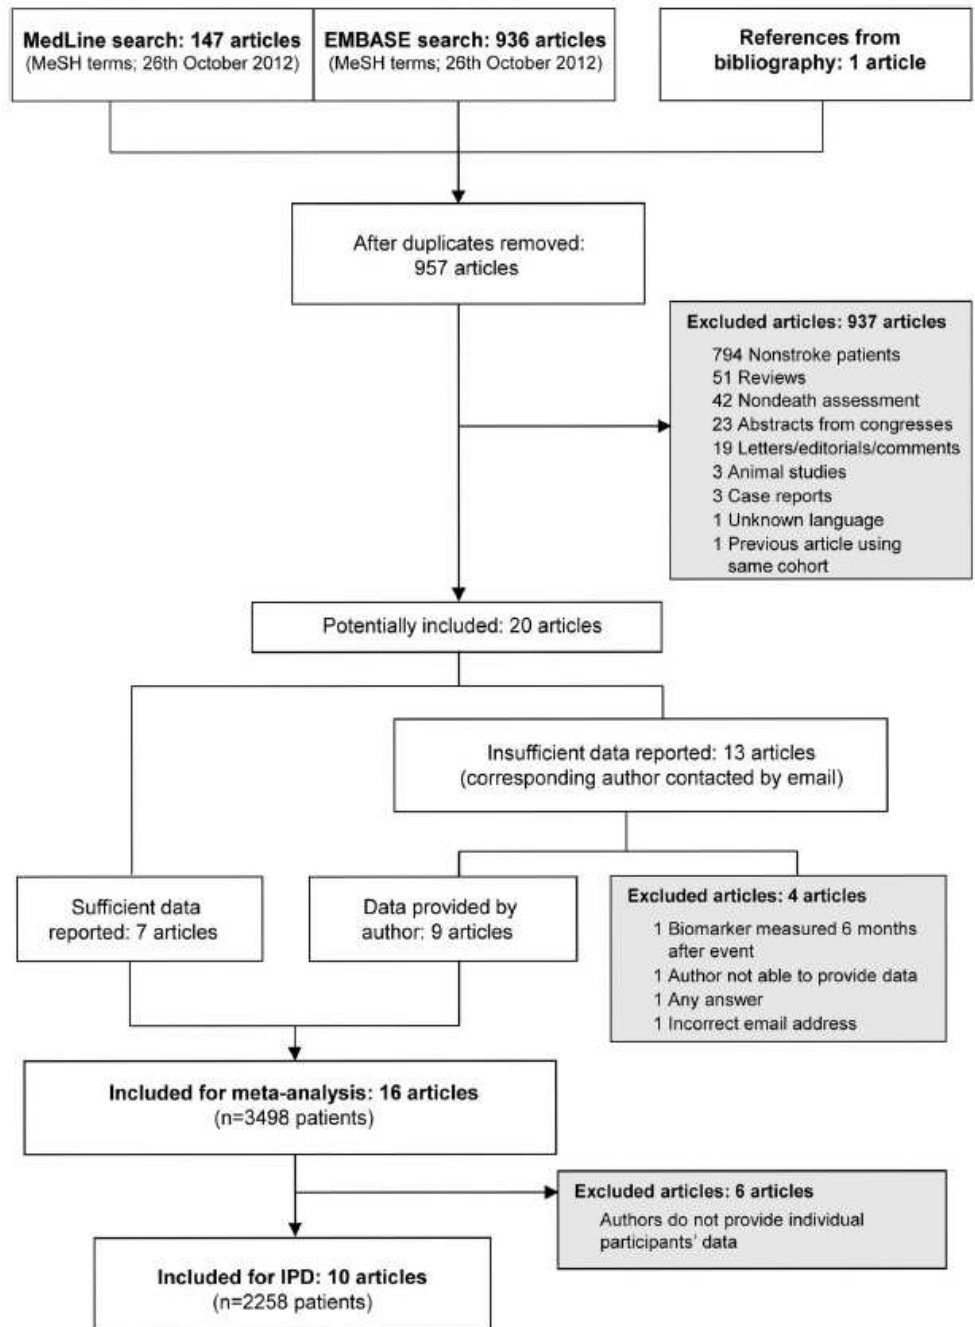 MedLine search: 147 articles
(MeSH terms; 26th October 2012)
EMBASE search: 936 articles
(MeSH terms; 26th October 2012)
References from
bibliography: 1 article
After duplicates removed:
957 articles
Excluded articles: 937 articles
794 Nonstroke patients
51 Reviews
42 Nondeath assessment
23 Abstracts from congresses
19 Letters/editorials/comments
3 Animal studies
3 Case reports
1 Unknown language
1 Previous article using
same cohort
Potentially included: 20 articles
Insufficient data reported: 13 articles
(corresponding author contacted by email)
Sufficient data
reported: 7 articles
Data provided by
author: 9 articles
Excluded articles: 4 articles
1 Biomarker measured 6 months
after event
1 Author not able to provide data
1 Any answer
1 Incorrect email address
Included for meta-analysis: 16 articles
(n=3498 patients)
Excluded articles: 6 articles
Authors do not provide individual
participants' data
Included for IPD: 10 articles
(n=2258 patients)